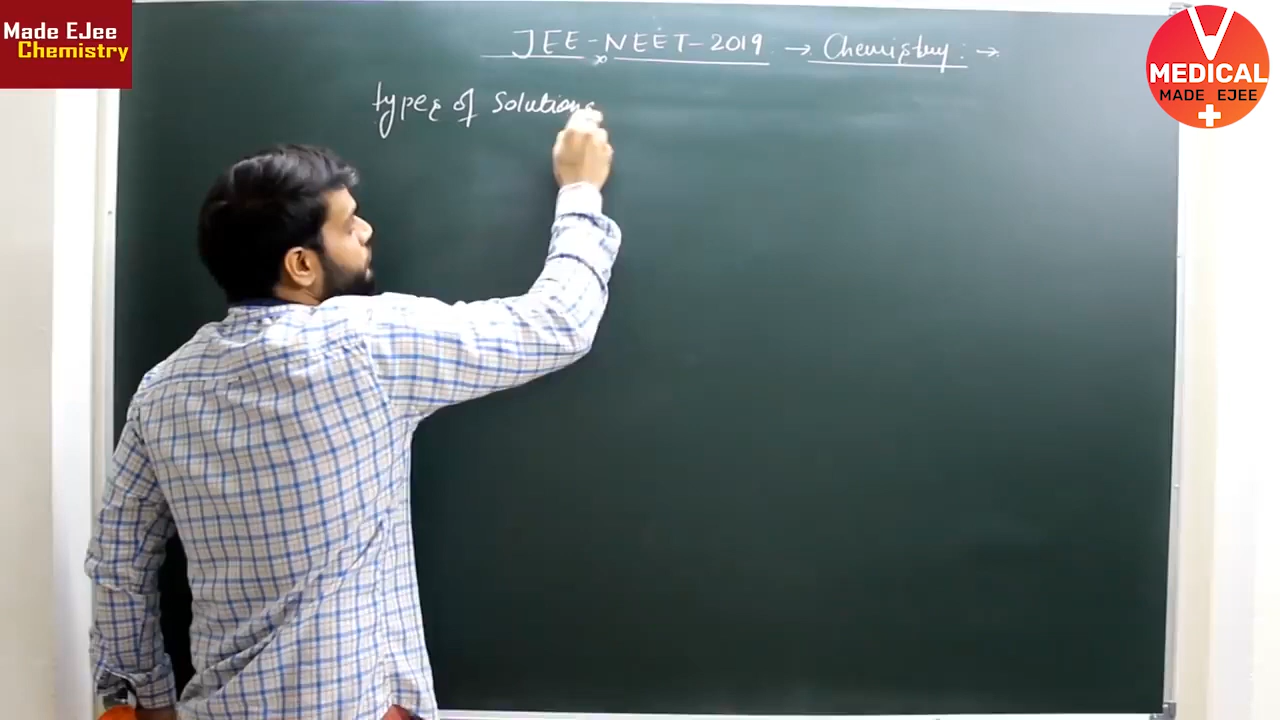 Made EJee
Chemistry
JEE - NEET - 2019 → Chemistry : →
types of Solutions
V
MEDICAL
MADE EJEE